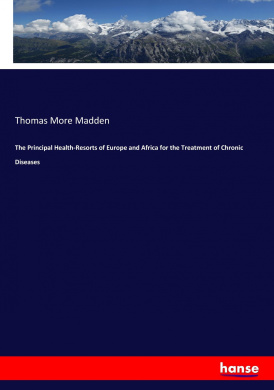 Thomas More Madden
The Principal Health-Resorts of Europe and Africa for the Treatment of Chronic
Diseases
hanse